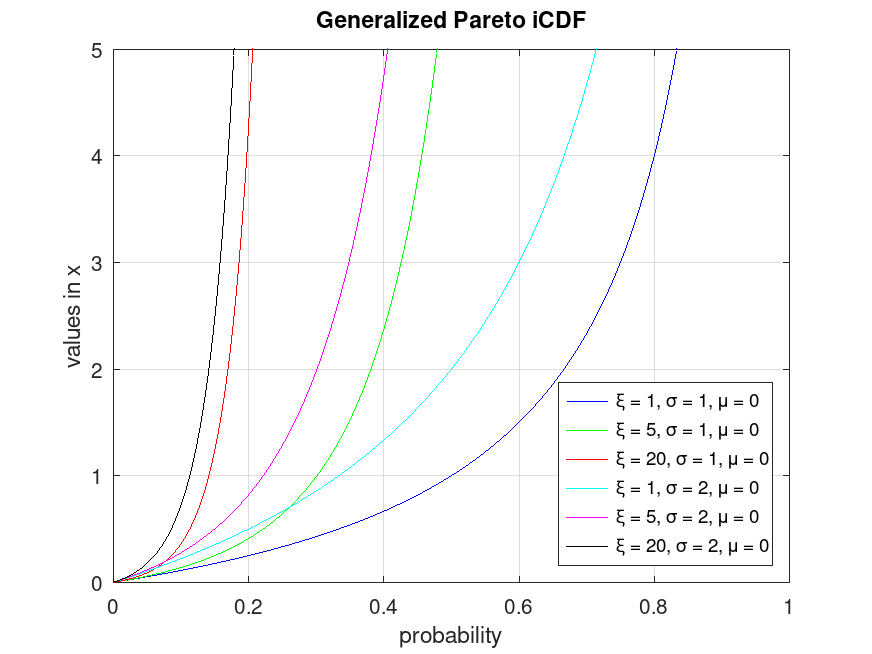 Generalized Pareto iCDF
5
4
3
2
1
0
values in x
ξ = 1, σ = 1, μ = 0
ξ = 5, σ = 1, μ = 0
ξ = 20, σ = 1, μ = 0
ξ = 1, σ = 2, μ = 0
ξ = 5, σ = 2, μ = 0
ξ = 20, σ = 2, μ = 0
0 0.2 0.4 0.6 0.8 1
probability